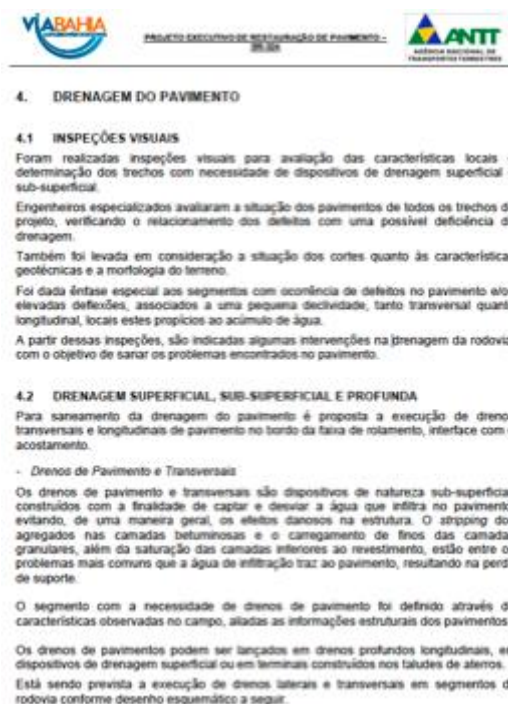 VIABAHIA
PROJETO EXECUTIVO DE RESTAURAÇÃO DE PAVIMENTO –
BR-324
ANTT
AGÊNCIA NACIONAL DE
TRANSPORTES TERRESTRES
4. DRENAGEM DO PAVIMENTO
4.1 INSPEÇÕES VISUAIS
Foram realizadas inspeções visuais para avaliação das características locais
determinação dos trechos com necessidade de dispositivos de drenagem superficial
sub-superficial.
Engenheiros especializados avaliaram a situação dos pavimentos de todos os trechos d
projeto, verificando o relacionamento dos defeitos com uma possível deficiência d
drenagem.
Também foi levada em consideração a situação dos cortes quanto às característica
geotécnicas e a morfologia do terreno.
Foi dada ênfase especial aos segmentos com ocorrência de defeitos no pavimento e/o
elevadas deflexões, associados a uma pequena declividade, tanto transversal quant
longitudinal, locais estes propícios ao acúmulo de água.
A partir dessas inspeções, são indicadas algumas intervenções na drenagem da rodovia
com o objetivo de sanar os problemas encontrados no pavimento.
4.2 DRENAGEM SUPERFICIAL, SUB-SUPERFICIAL E PROFUNDA
Para saneamento da drenagem do pavimento é proposta a execução de dreno
transversais e longitudinais de pavimento no bordo da faixa de rolamento, interface com
acostamento.
- Drenos de Pavimento e Transversais
Os drenos de pavimento e transversais são dispositivos de natureza sub-superficia
construídos com a finalidade de captar e desviar a água que infiltra no pavimento
evitando, de uma maneira geral, os efeitos danosos na estrutura. O stripping do
agregados nas camadas betuminosas e o carregamento de finos das camada
granulares, além da saturação das camadas inferiores ao revestimento, estão entre o
problemas mais comuns que a água de infiltração traz ao pavimento, resultando na perd
de suporte.
O segmento com a necessidade de drenos de pavimento foi definido através d
características observadas no campo, aliadas as informações estruturais dos pavimentos
Os drenos de pavimentos podem ser lançados em drenos profundos longitudinais, e
dispositivos de drenagem superficial ou em terminais construídos nos taludes de aterros.
Está sendo prevista a execução de drenos laterais e transversais em segmentos d
rodovia conforme desenho esquemático a seguir.